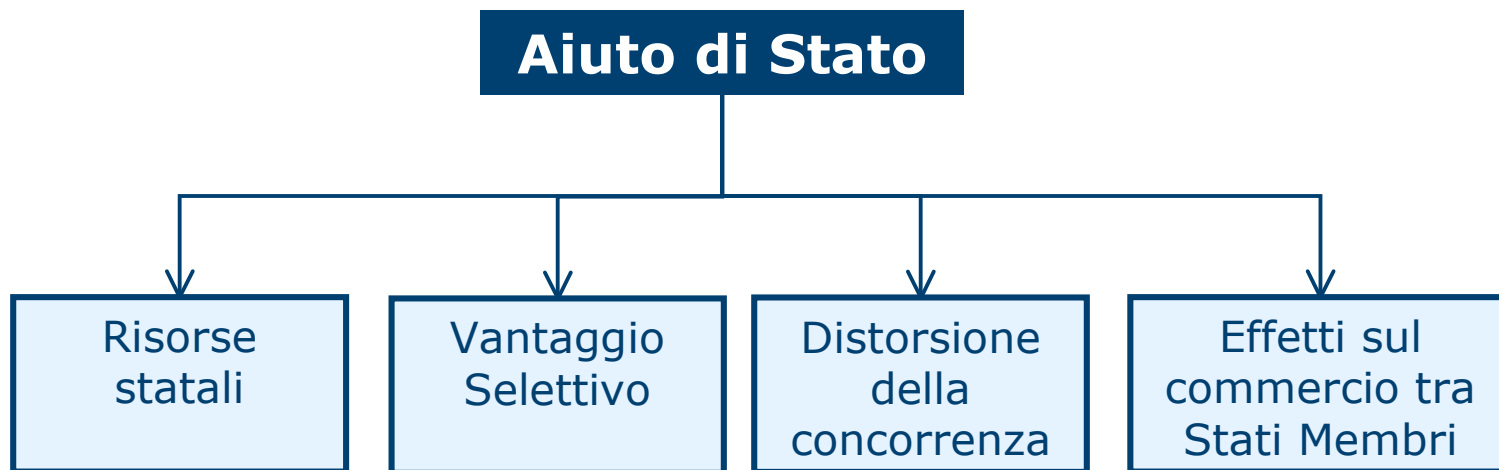 Aiuto di Stato
Risorse
statali
Vantaggio
Selettivo
Distorsione
della
concorrenza
Effetti sul
commercio tra
Stati Membri